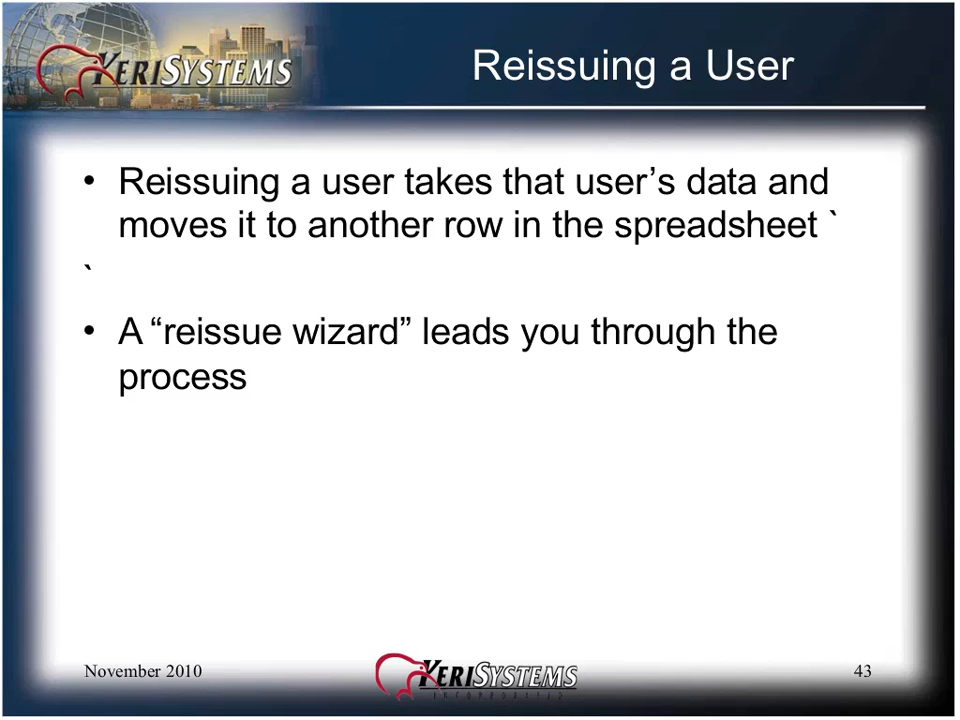 KERISYSTEMS
Reissuing a User
• Reissuing a user takes that user’s data and
moves it to another row in the spreadsheet `
`
• A “reissue wizard” leads you through the
process
November 2010
KERISYSTEMS
INCORPORATED
43